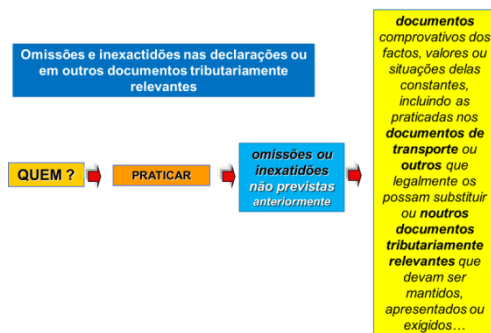 Omissões e inexactidões nas declarações ou
em outros documentos tributariamente
relevantes
QUEM ?
PRATICAR
omissões ou
inexatidões
não previstas
anteriormente
documentos
comprovativos dos
factos, valores ou
situações delas
constantes,
incluindo as
praticadas nos
documentos de
transporte ou
outros que
legalmente os
possam substituir
ou noutros
documentos
tributariamente
relevantes que
devam ser
mantidos,
apresentados ou
exigidos…